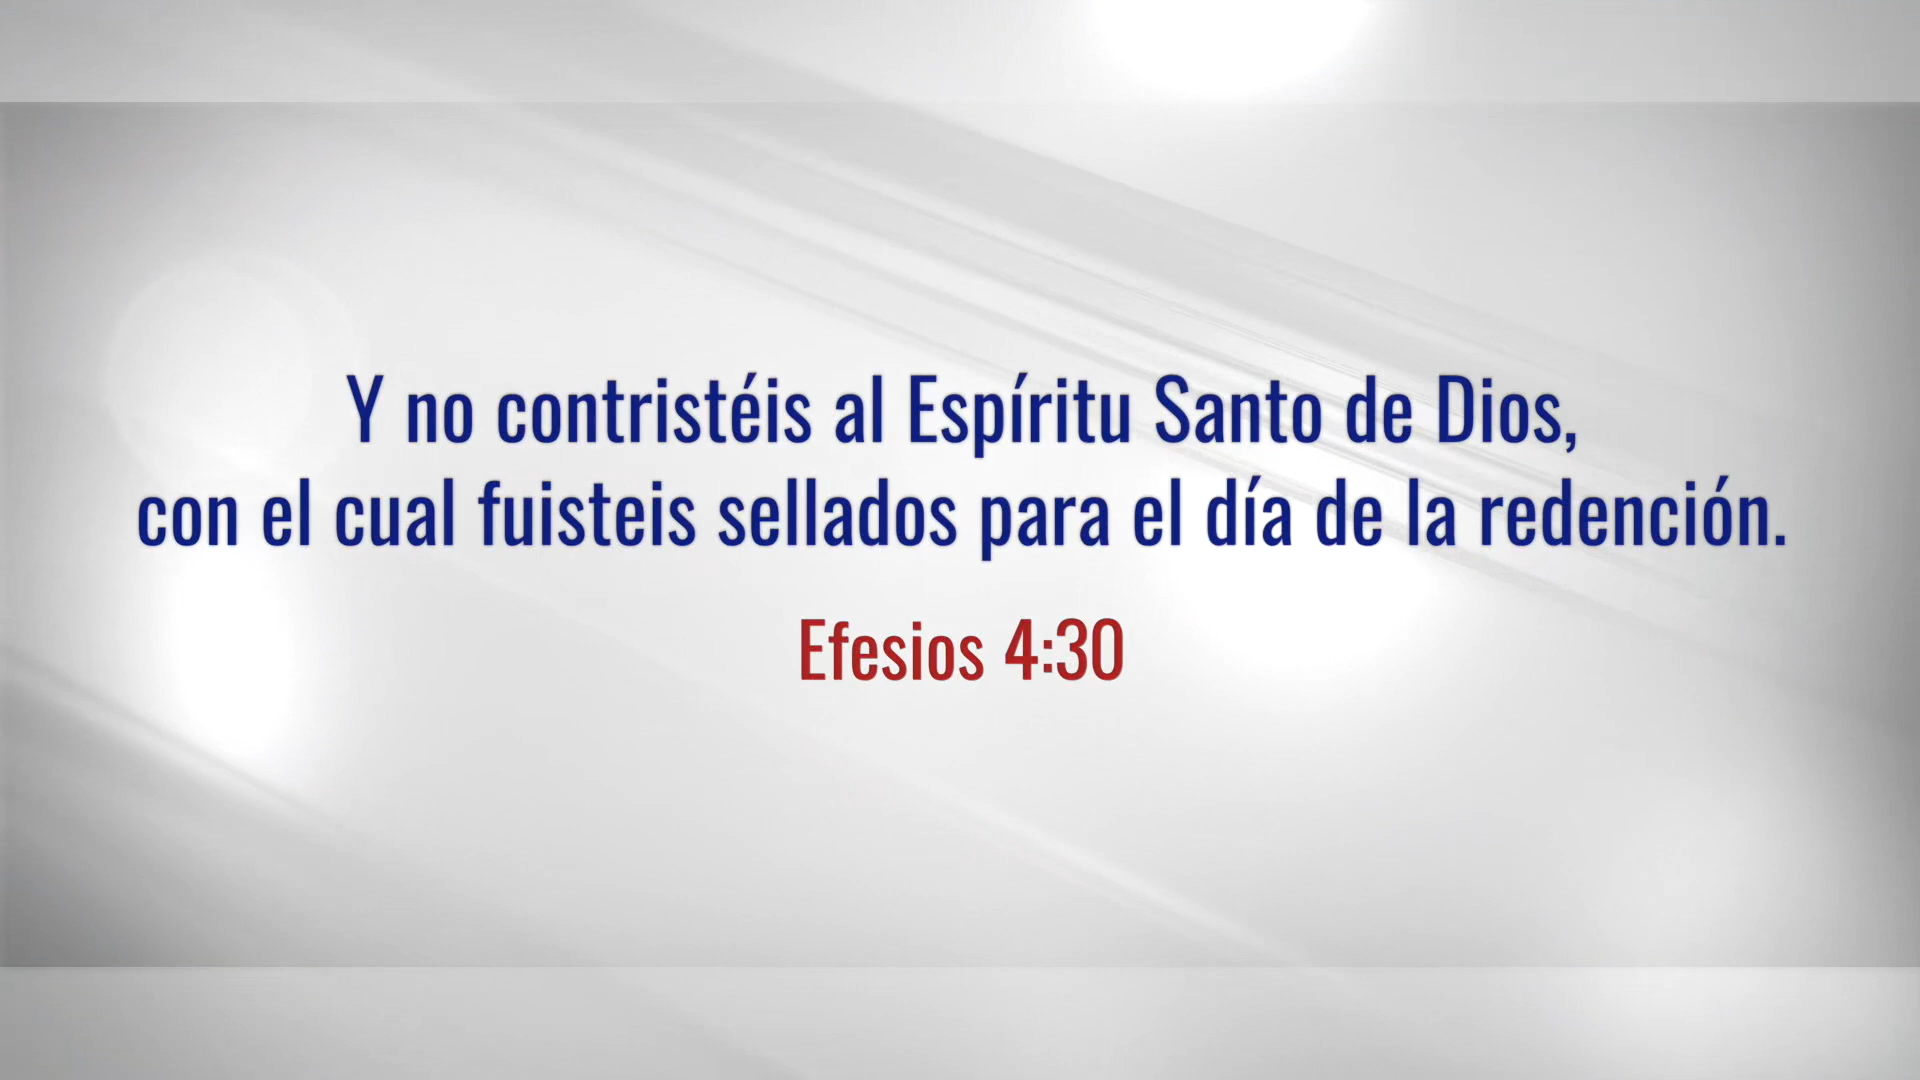 Y no contristéis al Espíritu Santo de Dios,
con el cual fuisteis sellados para el día de la redención.
Efesios 4:30